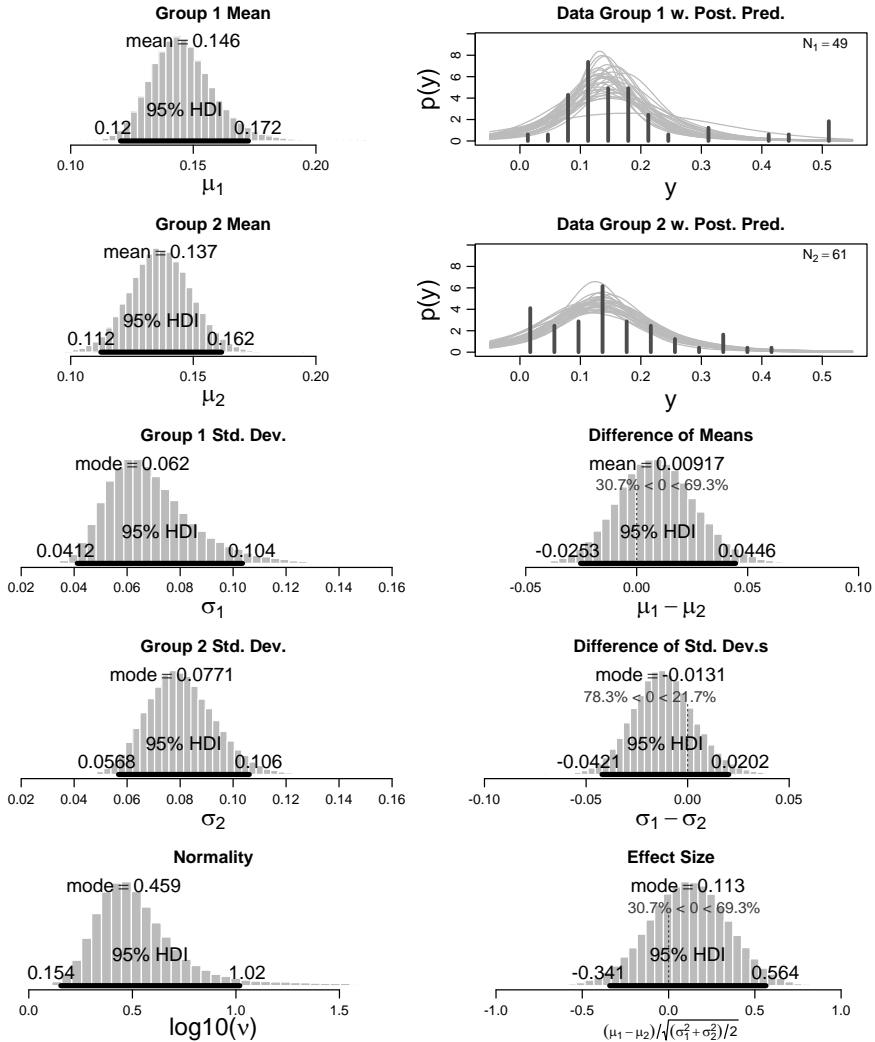 Group 1 Mean
mean = 0.146
95% HDI
0.12 0.172
0.10 0.15 0.20
μ1
Data Group 1 w. Post. Pred.
N1 = 49
p(y)
0 2 4 6 8
0.0 0.1 0.2 0.3 0.4 0.5
y
Group 2 Mean
mean = 0.137
95% HDI
0.112 0.162
0.10 0.15 0.20
μ2
Data Group 2 w. Post. Pred.
N2 = 61
p(y)
0 2 4 6 8
0.0 0.1 0.2 0.3 0.4 0.5
y
Group 1 Std. Dev.
mode = 0.062
95% HDI
0.0412 0.104
0.02 0.04 0.06 0.08 0.10 0.12 0.14 0.16
σ1
Difference of Means
mean = 0.00917
30.7% < 0 < 69.3%
95% HDI
-0.0253 0.0446
-0.05 0.00 0.05 0.10
μ1 − μ2
Group 2 Std. Dev.
mode = 0.0771
95% HDI
0.0568 0.106
0.02 0.04 0.06 0.08 0.10 0.12 0.14 0.16
σ2
Difference of Std. Dev.s
mode = -0.0131
78.3% < 0 < 21.7%
95% HDI
-0.0421 0.0202
-0.10 -0.05 0.00 0.05
σ1 − σ2
Normality
mode = 0.459
95% HDI
0.154 1.02
0.0 0.5 1.0 1.5
log10(ν)
Effect Size
mode = 0.113
30.7% < 0 < 69.3%
95% HDI
-0.341 0.564
-1.0 -0.5 0.0 0.5 1.0
(μ1 − μ2)/√(σ1² + σ2²)/2